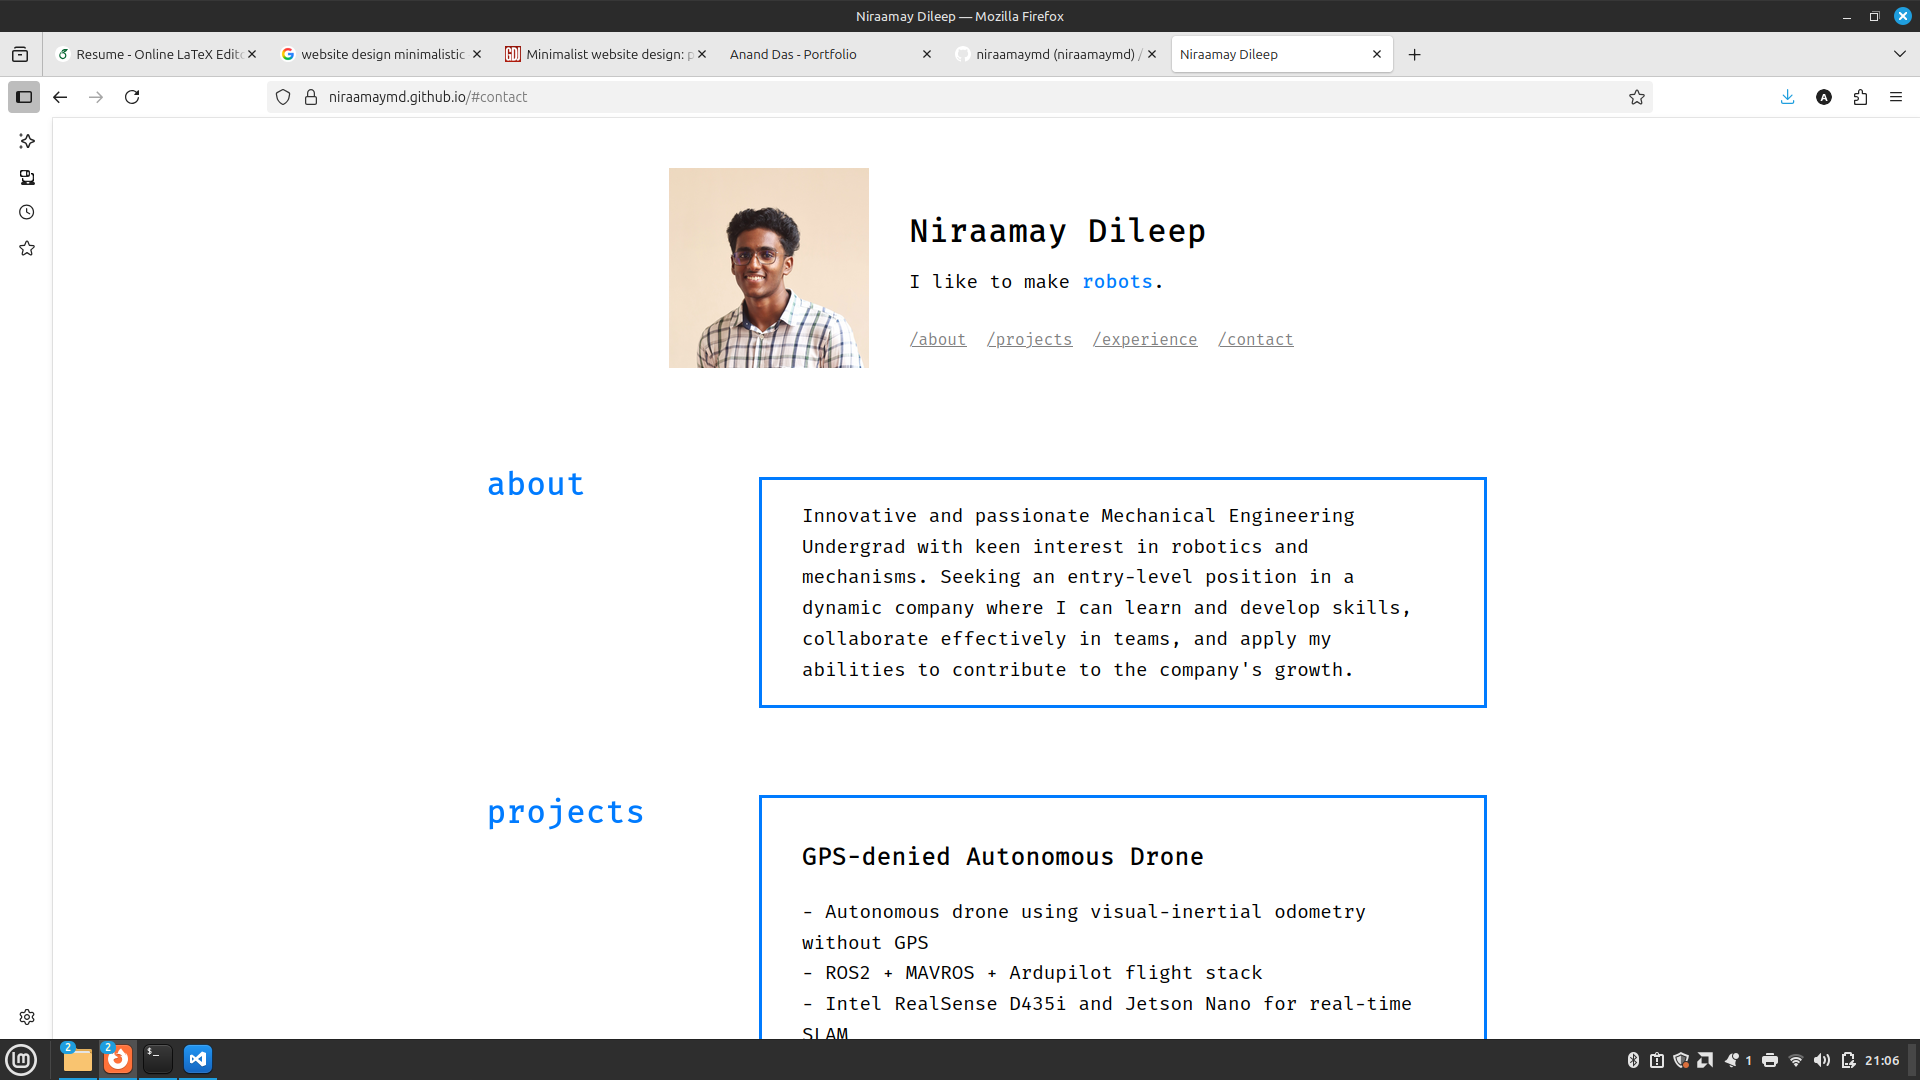 Niraamay Dileep — Mozilla Firefox
Resume - Online LaTeX Edit
website design minimalistic
Minimalist website design: p
Anand Das - Portfolio
niraamaymd (niraamaymd) /
Niraamay Dileep
niraamaymd.github.io/#contact
A
Niraamay Dileep
I like to make robots.
/about /projects /experience /contact
about
Innovative and passionate Mechanical Engineering
Undergrad with keen interest in robotics and
mechanisms. Seeking an entry-level position in a
dynamic company where I can learn and develop skills,
collaborate effectively in teams, and apply my
abilities to contribute to the company's growth.
projects
GPS-denied Autonomous Drone
- Autonomous drone using visual-inertial odometry
without GPS
- ROS2 + MAVROS + Ardupilot flight stack
- Intel RealSense D435i and Jetson Nano for real-time
SLAM
2
2
$_
1
21:06